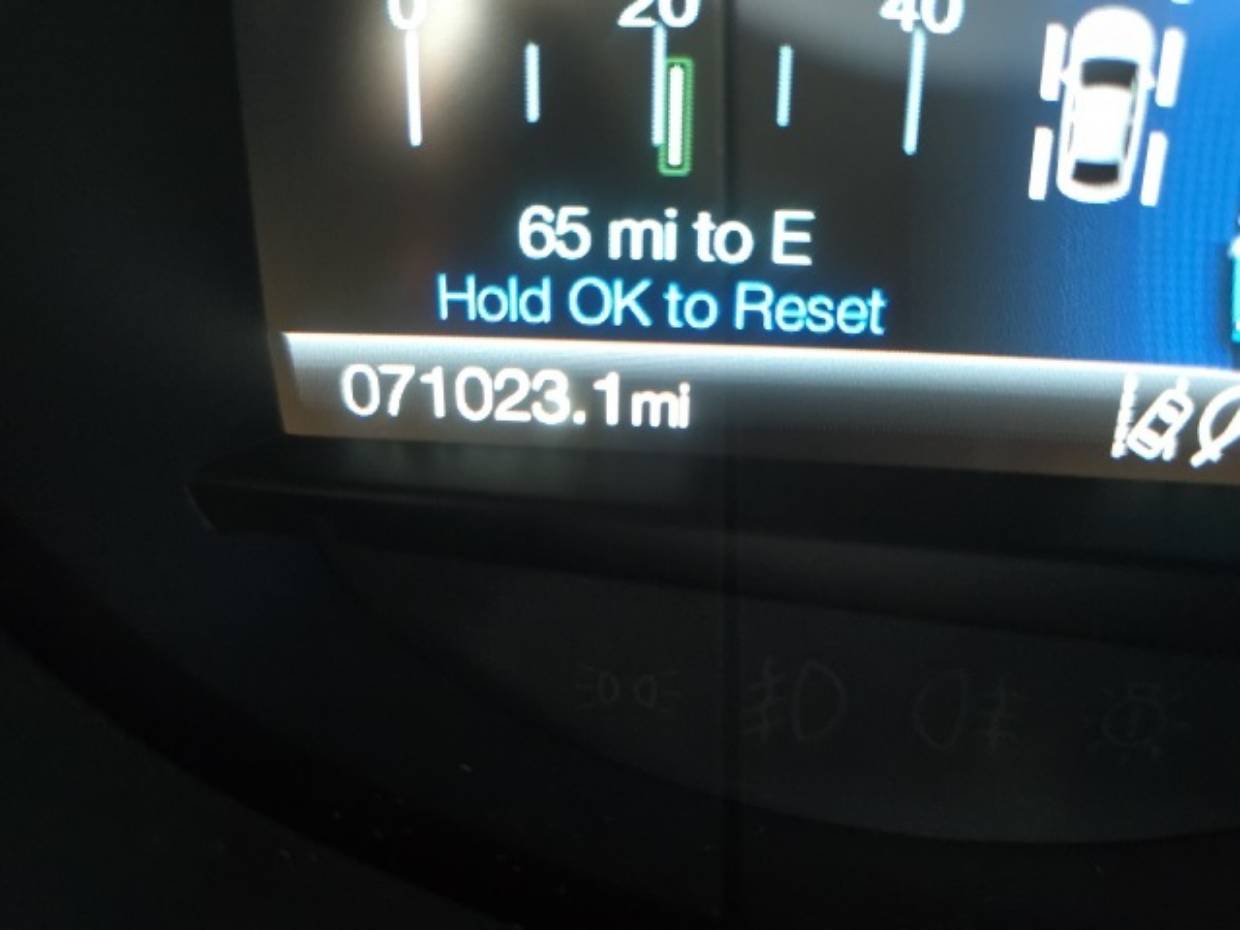 0 20 40
65 mi to E
Hold OK to Reset
071023.1mi